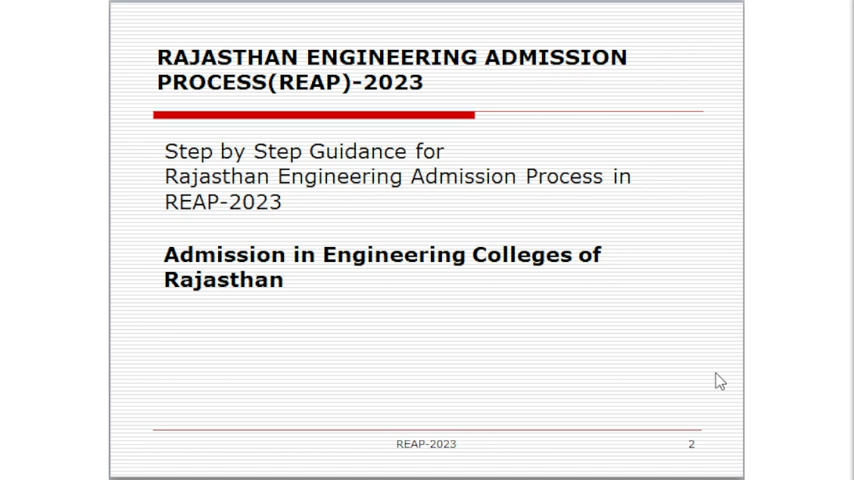 RAJASTHAN ENGINEERING ADMISSION
PROCESS(REAP)-2023
Step by Step Guidance for
Rajasthan Engineering Admission Process in
REAP-2023
Admission in Engineering Colleges of
Rajasthan
REAP-2023
2